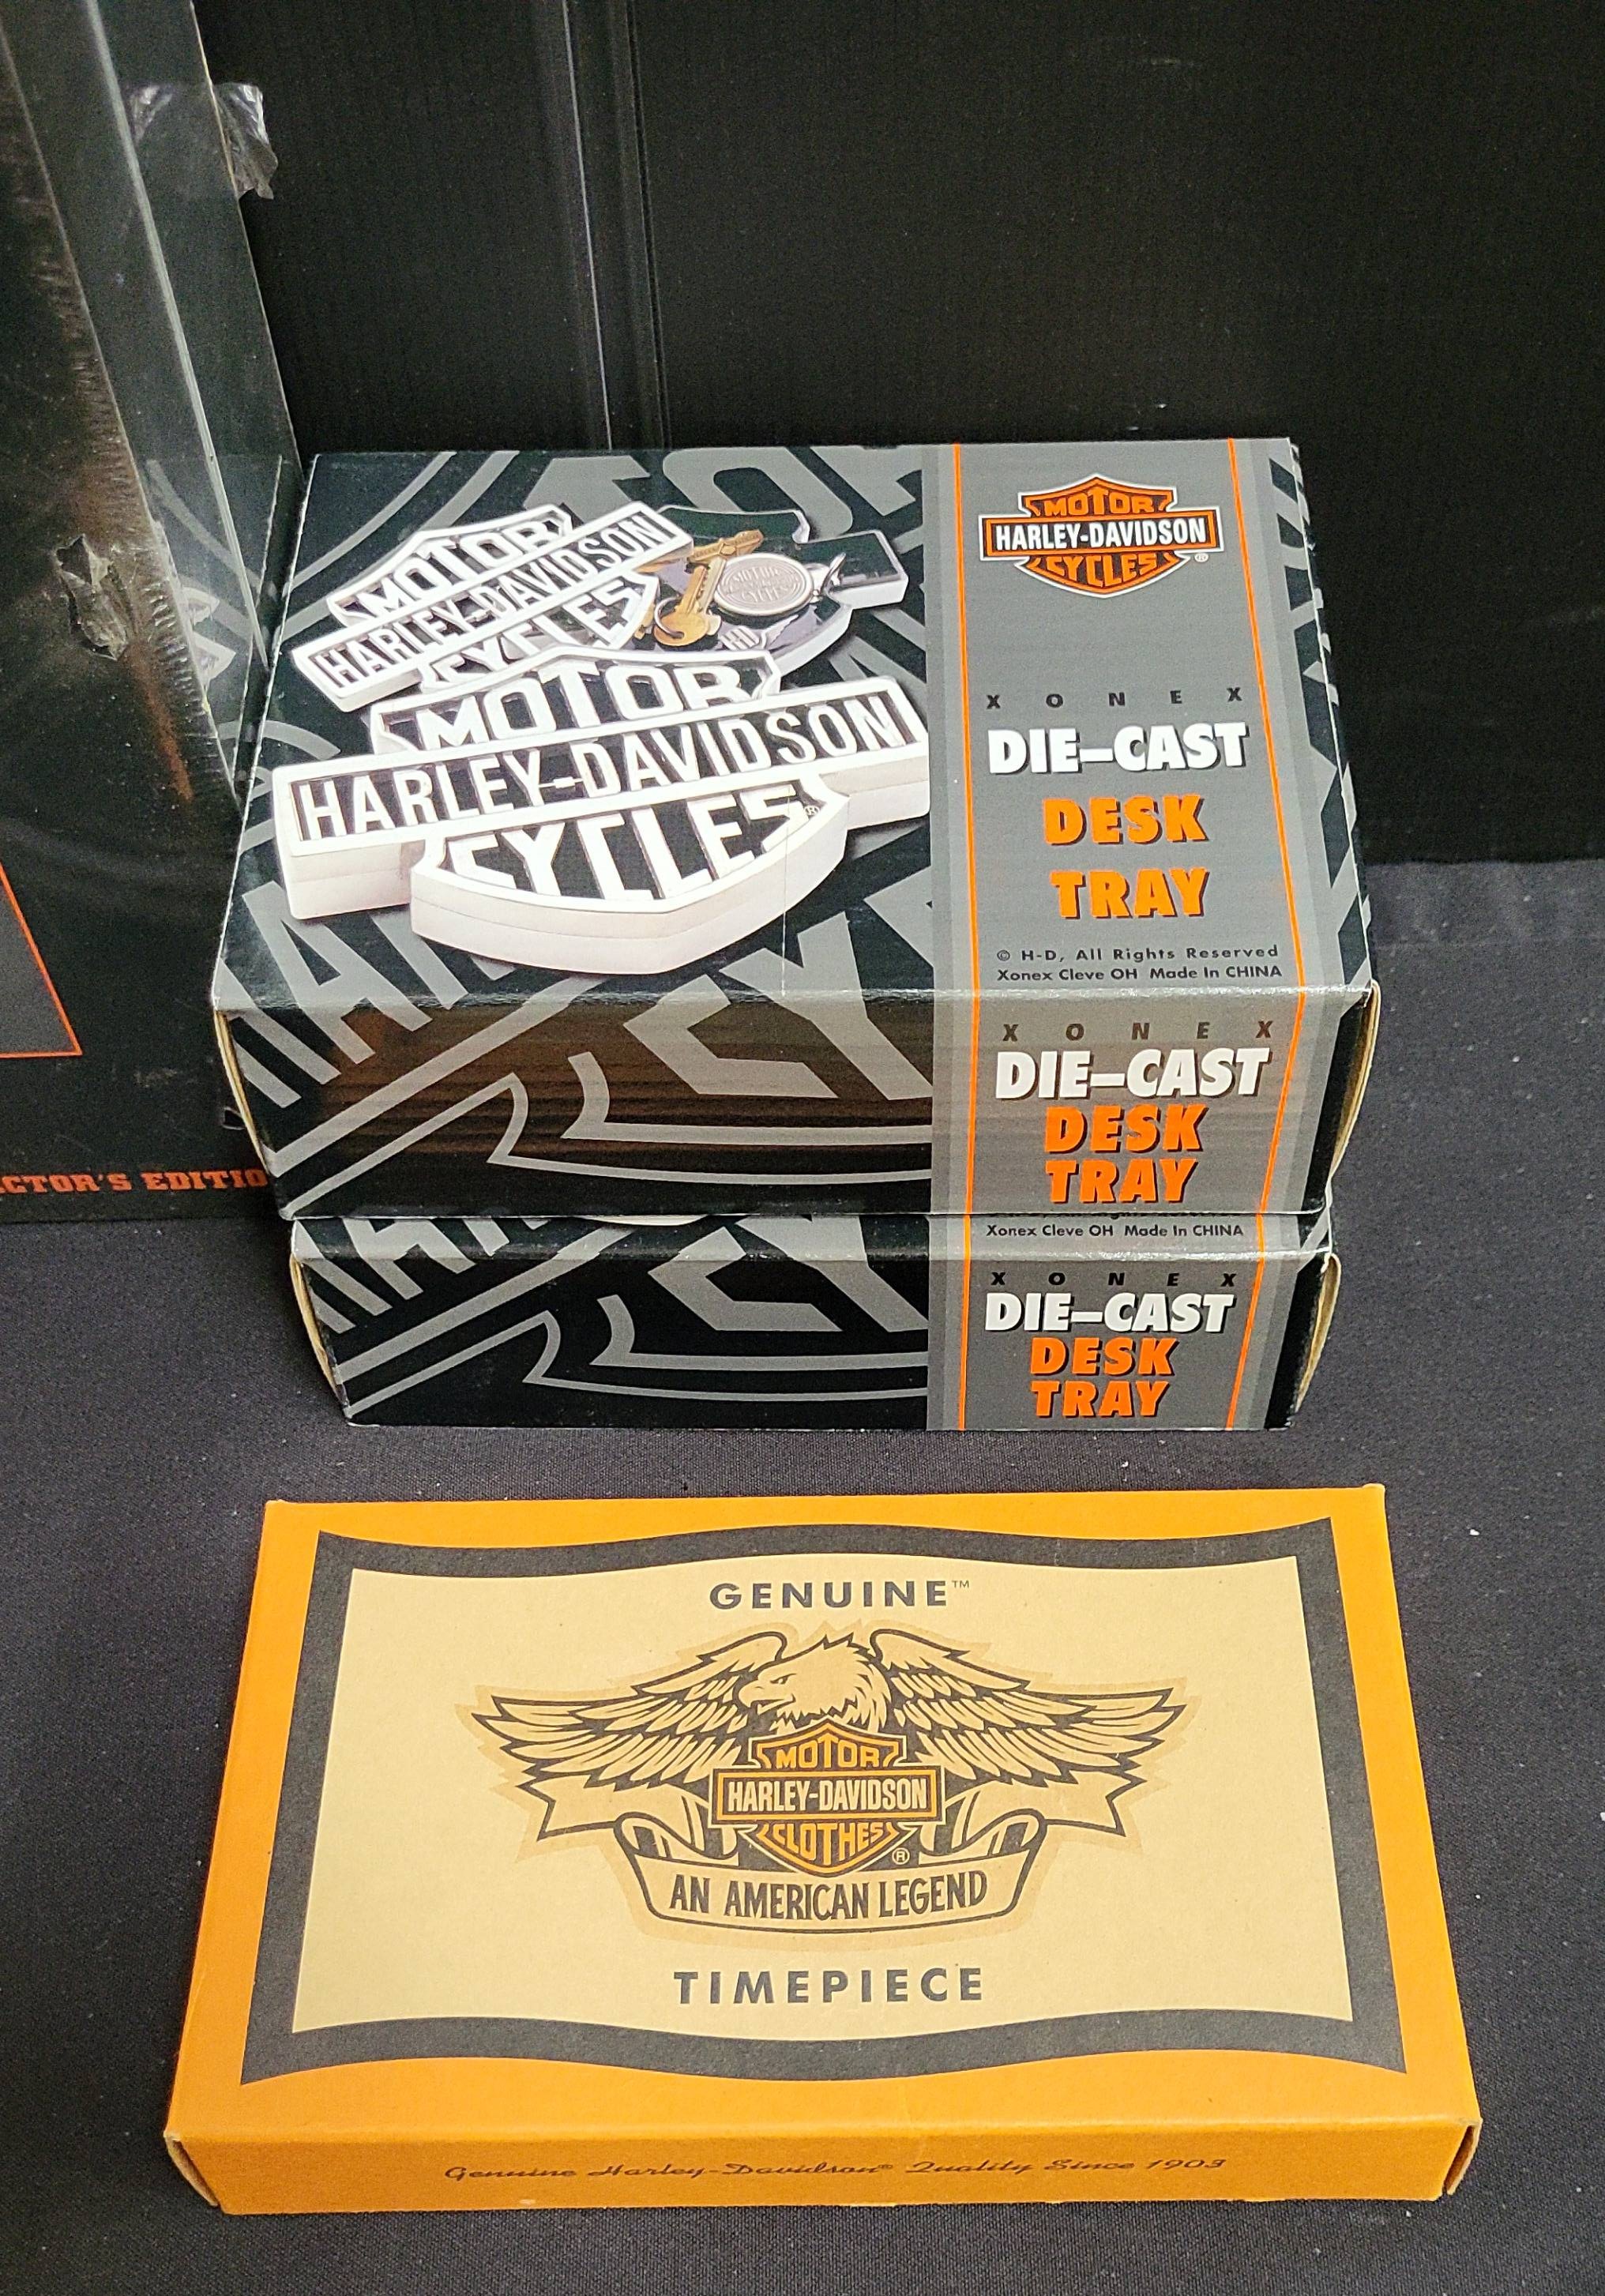 MOTOR
HARLEY-DAVIDSON
CYCLES
MOTOR
HARLEY-DAVIDSON
CYCLES®
MOTOR
HARLEY-DAVIDSON
CYCLES®
XONEX
DIE-CAST
DESK
TRAY
© H-D, All Rights Reserved
Xonex Cleve OH Made In CHINA
XONEX
DIE-CAST
DESK
TRAY
Xonex Cleve OH Made In CHINA
XONEX
DIE-CAST
DESK
TRAY
CTOR'S EDITIO
GENUINE™
MOTOR
HARLEY-DAVIDSON
CLOTHES®
AN AMERICAN LEGEND
TIMEPIECE
Genuine Harley-Davidson® Quality Since 1903